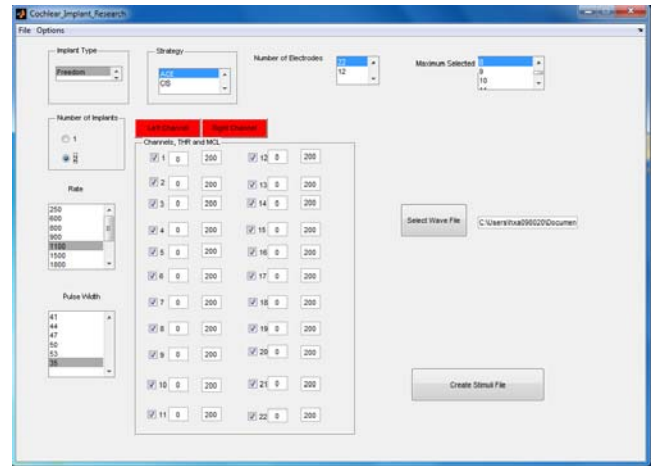 Cochlear_Implant_Research
File Options
Implant Type
Freedom
Strategy
ACE
CIS
Number of Electrodes
22
12
Maximum Selected
8
9
10
Number of Implants
1
2
Left Channel Right Channel
Channels, THR and MCL
1 0 200 12 0 200
2 0 200 13 0 200
3 0 200 14 0 200
4 0 200 15 0 200
5 0 200 16 0 200
6 0 200 17 0 200
7 0 200 18 0 200
8 0 200 19 0 200
9 0 200 20 0 200
10 0 200 21 0 200
11 0 200 22 0 200
Rate
250
600
800
900
1100
1500
1800
Pulse Width
41
44
47
50
53
35
Select Wave File
C:\Users\hxa098020\Documen
Create Stimuli File